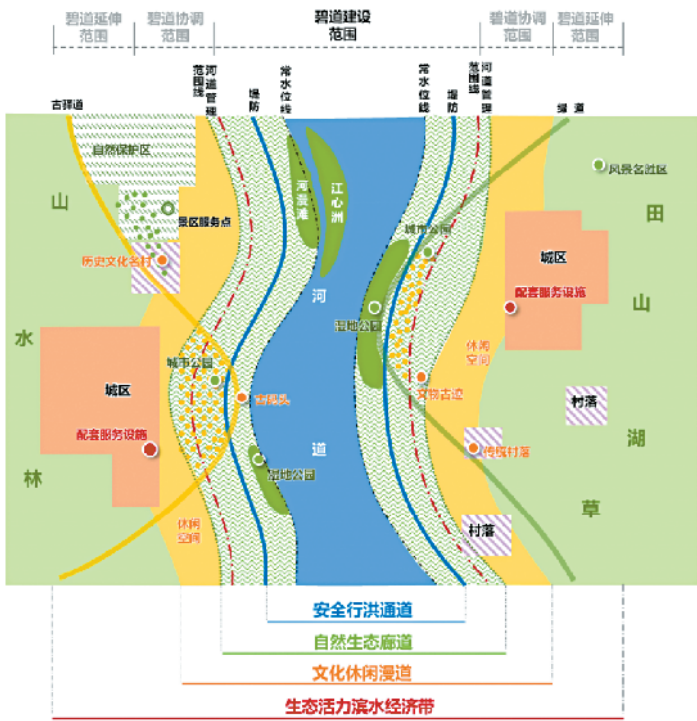 碧道延伸
范围
碧道协调
范围
碧道建设
范围
碧道协调
范围
碧道延伸
范围
河道管理
范围线
堤防
常水位线
常水位线
堤防
河道管理
范围线
古驿道
绿道
自然保护区
风景名胜区
山
河漫滩
江心洲
景区服务点
田
城市公园
历史文化名村
城区
配套服务设施
河
湿地公园
山
水
休闲
空间
城市公园
城区
文物古迹
古码头
村落
配套服务设施
道
湖
传统村落
湿地公园
林
草
休闲
空间
村落
安全行洪通道
自然生态廊道
文化休闲漫道
生态活力滨水经济带